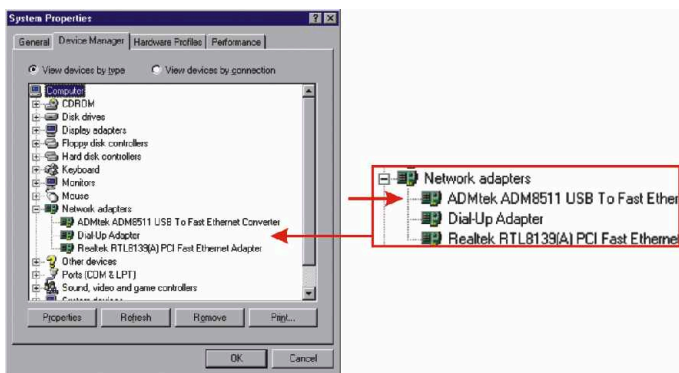 System Properties
General Device Manager Hardware Profiles Performance
View devices by type View devices by connection
Computer
CDROM
Disk drives
Display adapters
Floppy disk controllers
Hard disk controllers
Keyboard
Monitors
Mouse
Network adapters
ADMtek ADM8511 USB To Fast Ethernet Converter
Dial-Up Adapter
Realtek RTL8139(A) PCI Fast Ethernet Adapter
Other devices
Ports (COM & LPT)
Sound, video and game controllers
System devices
Properties Refresh Remove Print...
OK Cancel
Network adapters
ADMtek ADM8511 USB To Fast Ether
Dial-Up Adapter
Realtek RTL8139(A) PCI Fast Etherne